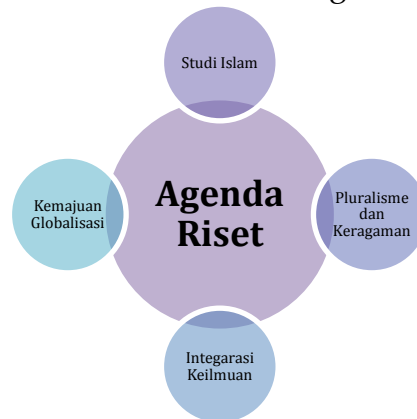 Studi Islam
Kemajuan
Globalisasi
Agenda
Riset
Pluralisme
dan
Keragaman
Integarasi
Keilmuan